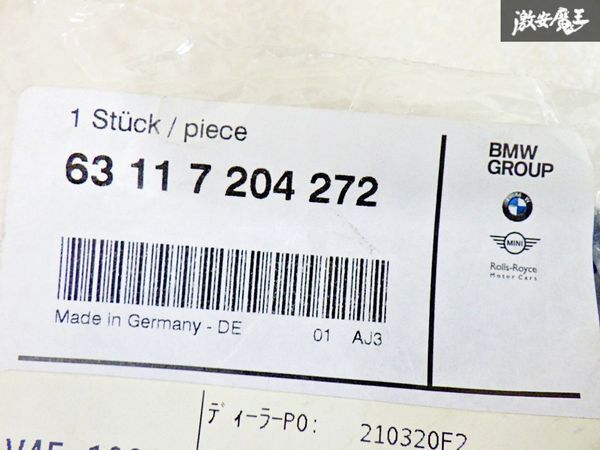 激安魔王
1 Stück / piece
63 11 7 204 272
BMW
GROUP
MINI
Rolls-Royce
Motor Cars
Made in Germany - DE 01 AJ3
ディーラーPO: 210320F2